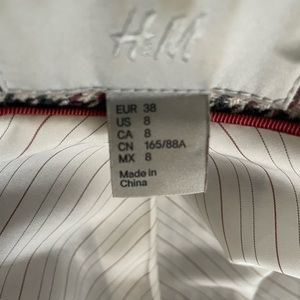 H&M
EUR 38
US 8
CA 8
CN 165/88A
MX 8
Made in
China